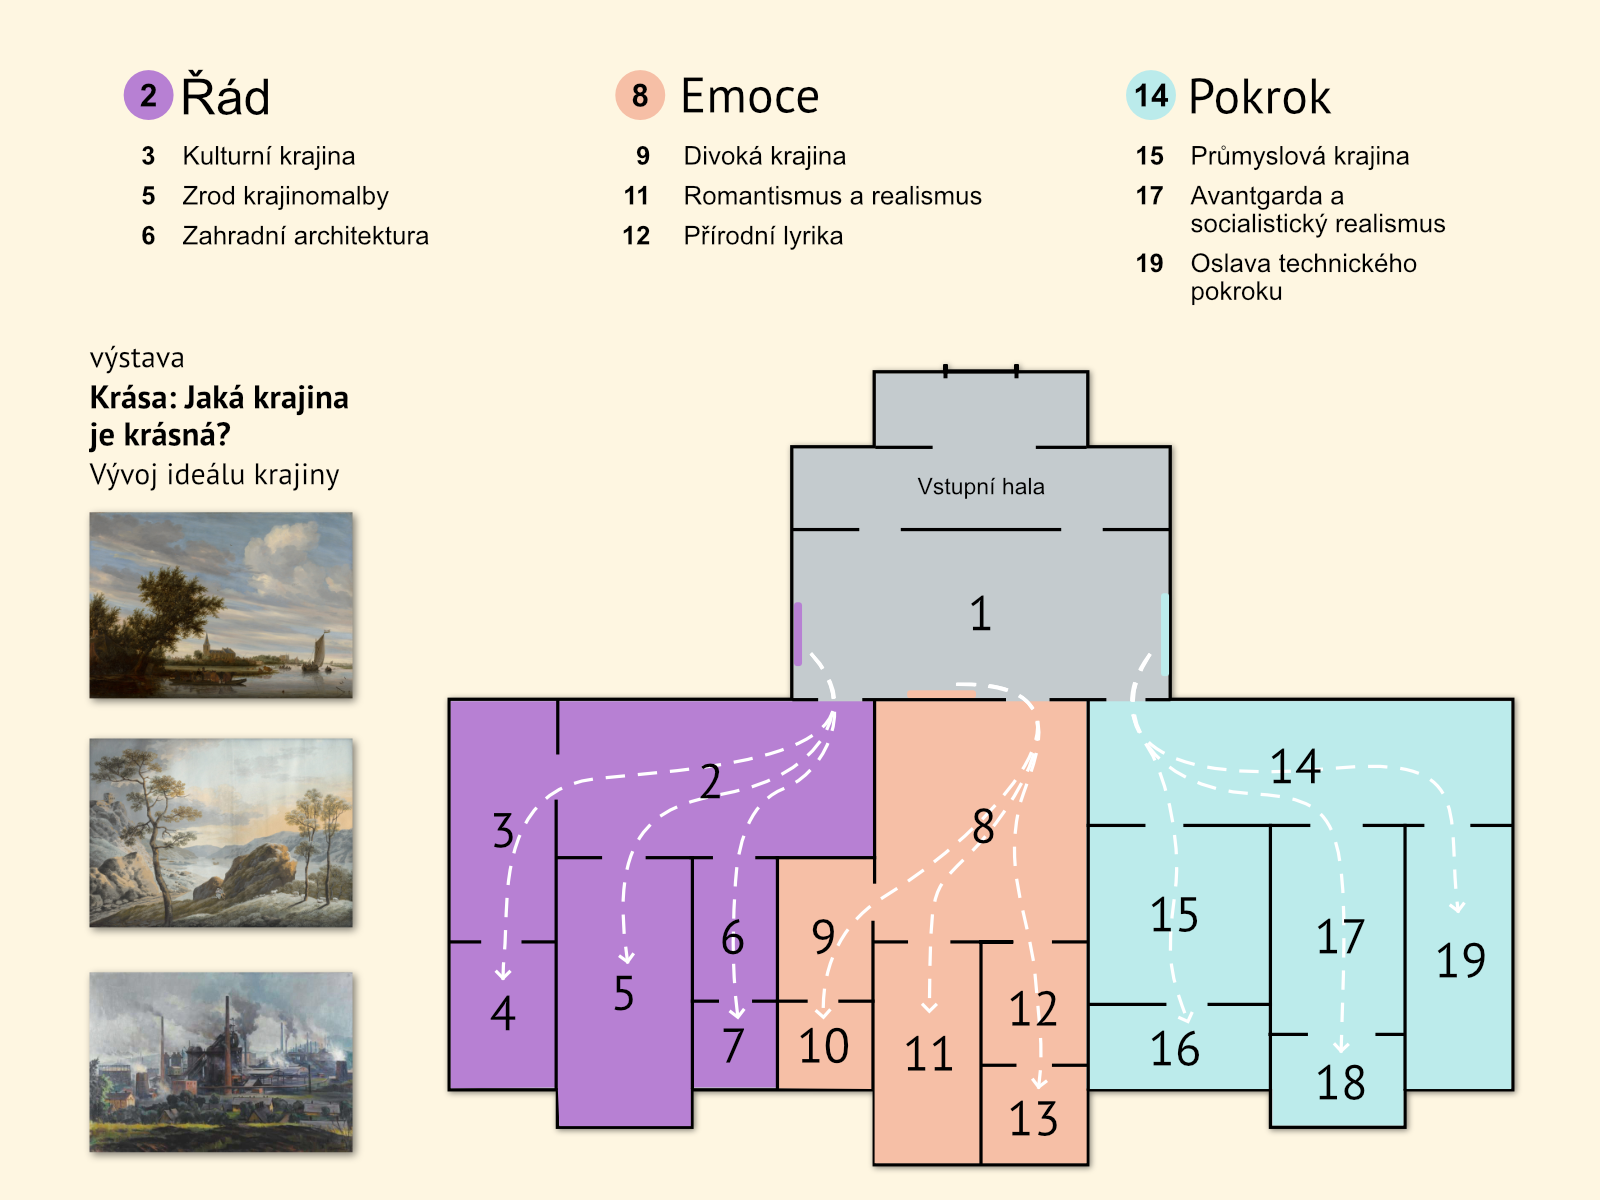 2 Řád
3 Kulturní krajina
5 Zrod krajinomalby
6 Zahradní architektura
8 Emoce
9 Divoká krajina
11 Romantismus a realismus
12 Přírodní lyrika
14 Pokrok
15 Průmyslová krajina
17 Avantgarda a
socialistický realismus
19 Oslava technického
pokroku
výstava
Krása: Jaká krajina
je krásná?
Vývoj ideálu krajiny
Vstupní hala
1
2
3
4
5
6
7
8
9
10
11
12
13
14
15
16
17
18
19